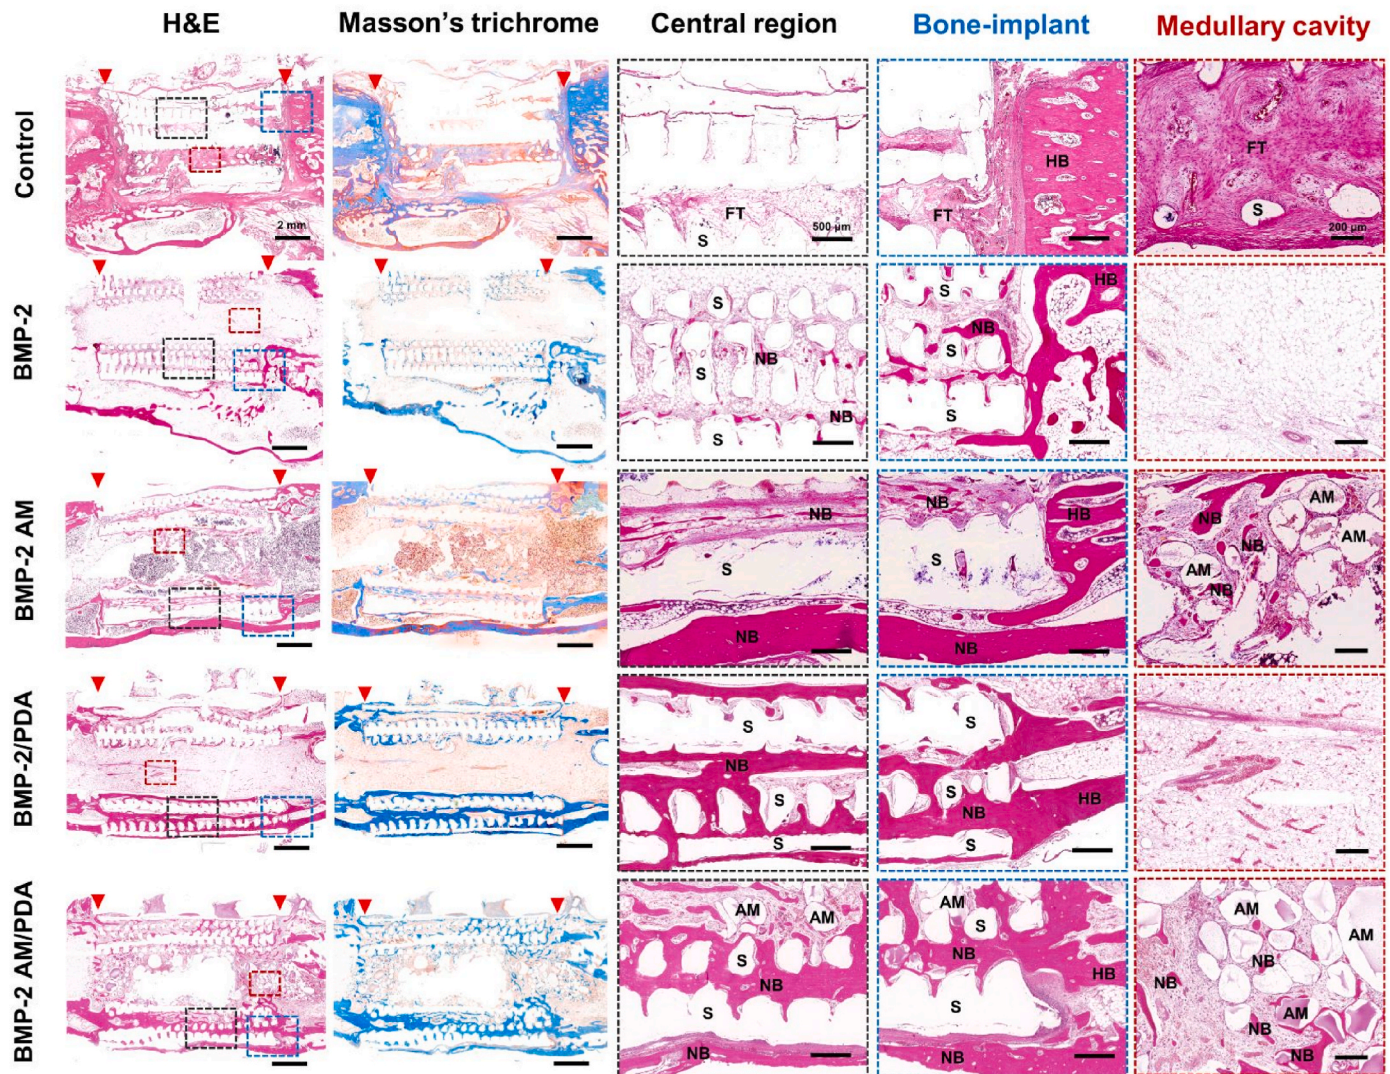 H&E Masson's trichrome Central region Bone-implant Medullary cavity
Control
2 mm
FT
S
500 µm
HB
FT
FT
S
200 µm
BMP-2
S
NB
S
NB
S
HB
S
NB
S
S
BMP-2 AM
NB
S
NB
NB
HB
S
NB
AM
NB
AM
NB
AM
NB
BMP-2/PDA
S
NB
S
S
S
S
HB
NB
S
BMP-2 AM/PDA
AM
AM
S
NB
S
NB
AM
S
NB
HB
S
NB
AM
AM
NB
NB
AM
NB
NB